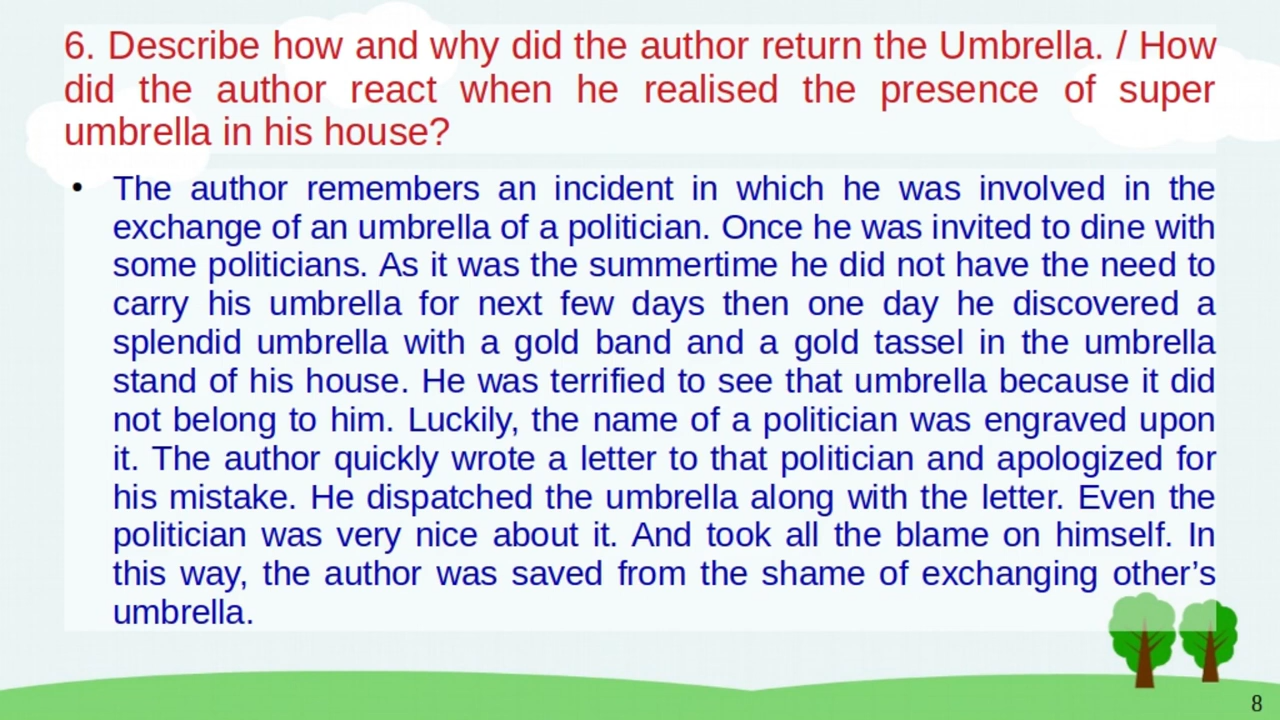 6. Describe how and why did the author return the Umbrella. / How
did the author react when he realised the presence of super
umbrella in his house?
• The author remembers an incident in which he was involved in the
exchange of an umbrella of a politician. Once he was invited to dine with
some politicians. As it was the summertime he did not have the need to
carry his umbrella for next few days then one day he discovered a
splendid umbrella with a gold band and a gold tassel in the umbrella
stand of his house. He was terrified to see that umbrella because it did
not belong to him. Luckily, the name of a politician was engraved upon
it. The author quickly wrote a letter to that politician and apologized for
his mistake. He dispatched the umbrella along with the letter. Even the
politician was very nice about it. And took all the blame on himself. In
this way, the author was saved from the shame of exchanging other’s
umbrella.
8